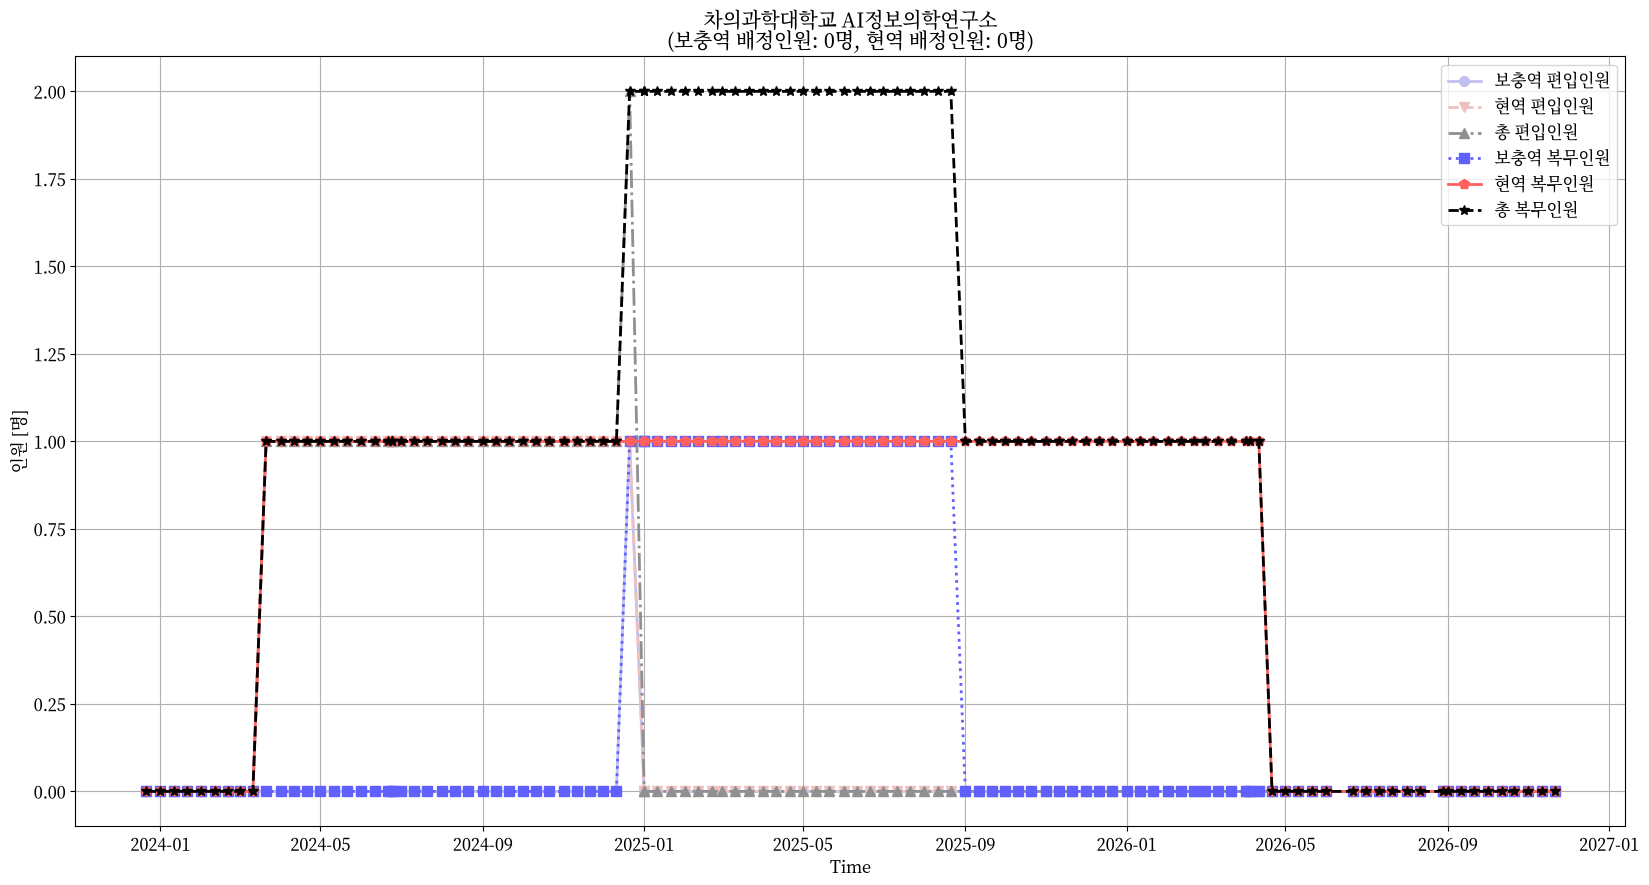 차의과학대학교 AI정보의학연구소
(보충역 배정인원: 0명, 현역 배정인원: 0명)
보충역 편입인원
현역 편입인원
총 편입인원
보충역 복무인원
현역 복무인원
총 복무인원
인원 [명]
2.00
1.75
1.50
1.25
1.00
0.75
0.50
0.25
0.00
2024-01 2024-05 2024-09 2025-01 2025-05 2025-09 2026-01 2026-05 2026-09 2027-01
Time